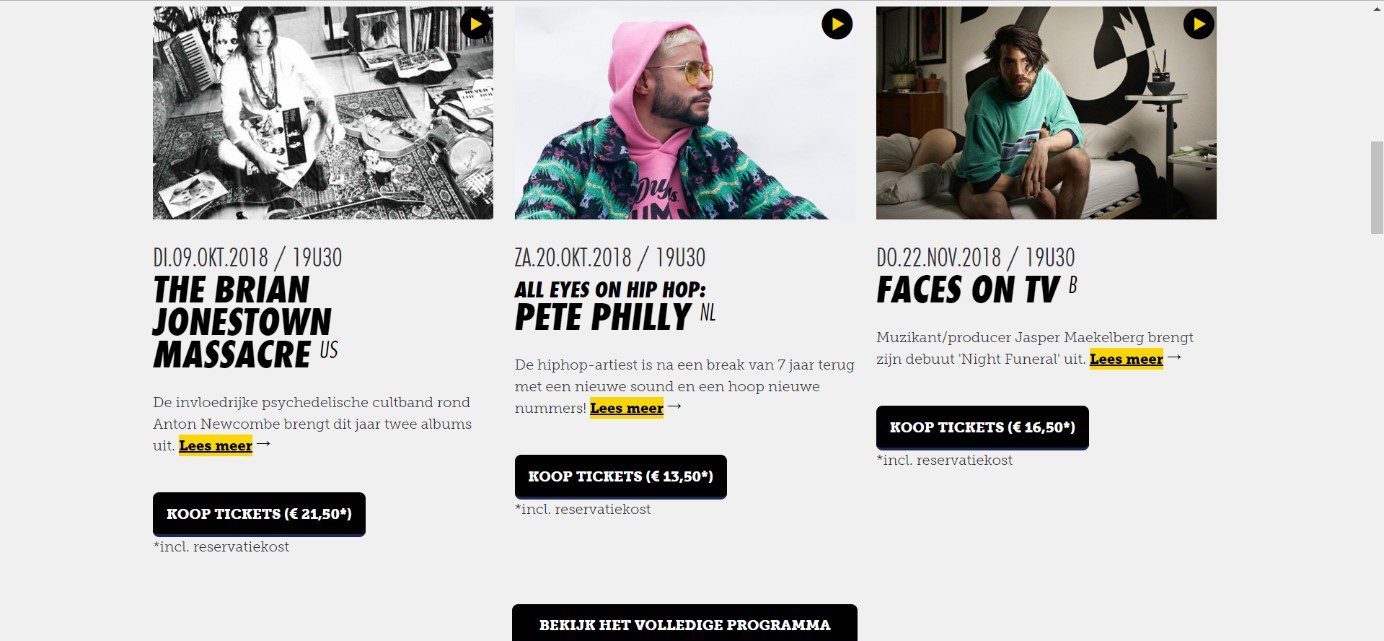 DI.09.OKT.2018 / 19U30
THE BRIAN
JONESTOWN
MASSACRE US
De invloedrijke psychedelische cultband rond
Anton Newcombe brengt dit jaar twee albums
uit. Lees meer →
KOOP TICKETS (€ 21,50*)
*incl. reservatiekost
ZA.20.OKT.2018 / 19U30
ALL EYES ON HIP HOP:
PETE PHILLY NL
De hiphop-artiest is na een break van 7 jaar terug
met een nieuwe sound en een hoop nieuwe
nummers! Lees meer →
KOOP TICKETS (€ 13,50*)
*incl. reservatiekost
DO.22.NOV.2018 / 19U30
FACES ON TV B
Muzikant/producer Jasper Maekelberg brengt
zijn debuut 'Night Funeral' uit. Lees meer →
KOOP TICKETS (€ 16,50*)
*incl. reservatiekost
BEKIJK HET VOLLEDIGE PROGRAMMA